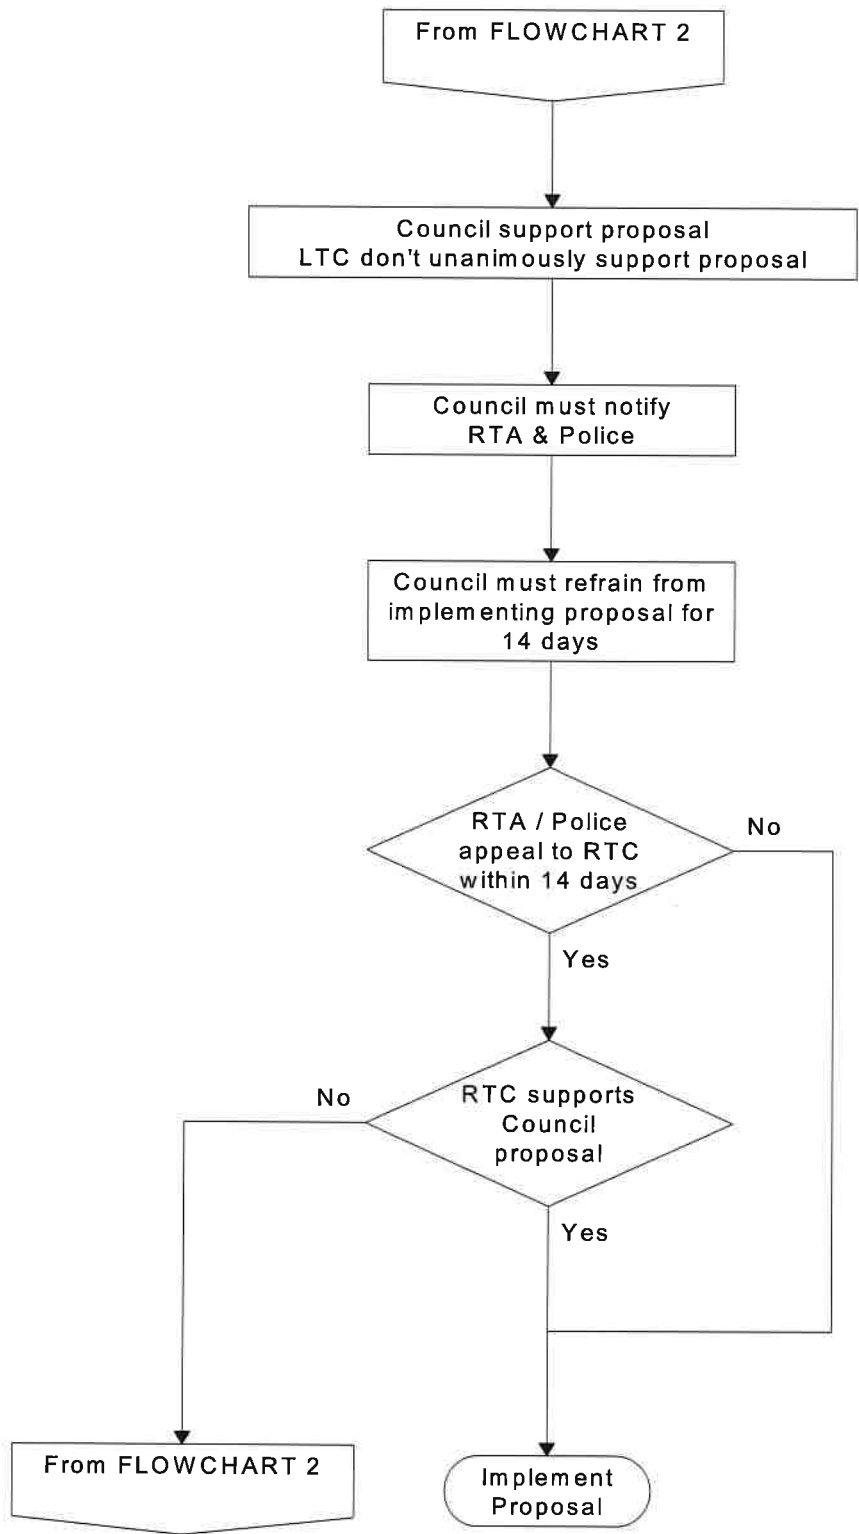 From FLOWCHART 2
Council support proposal
LTC don't unanimously support proposal
Council must notify
RTA & Police
Council must refrain from
implementing proposal for
14 days
RTA / Police
appeal to RTC
within 14 days
No
Yes
No
RTC supports
Council
proposal
Yes
From FLOWCHART 2
Implement
Proposal